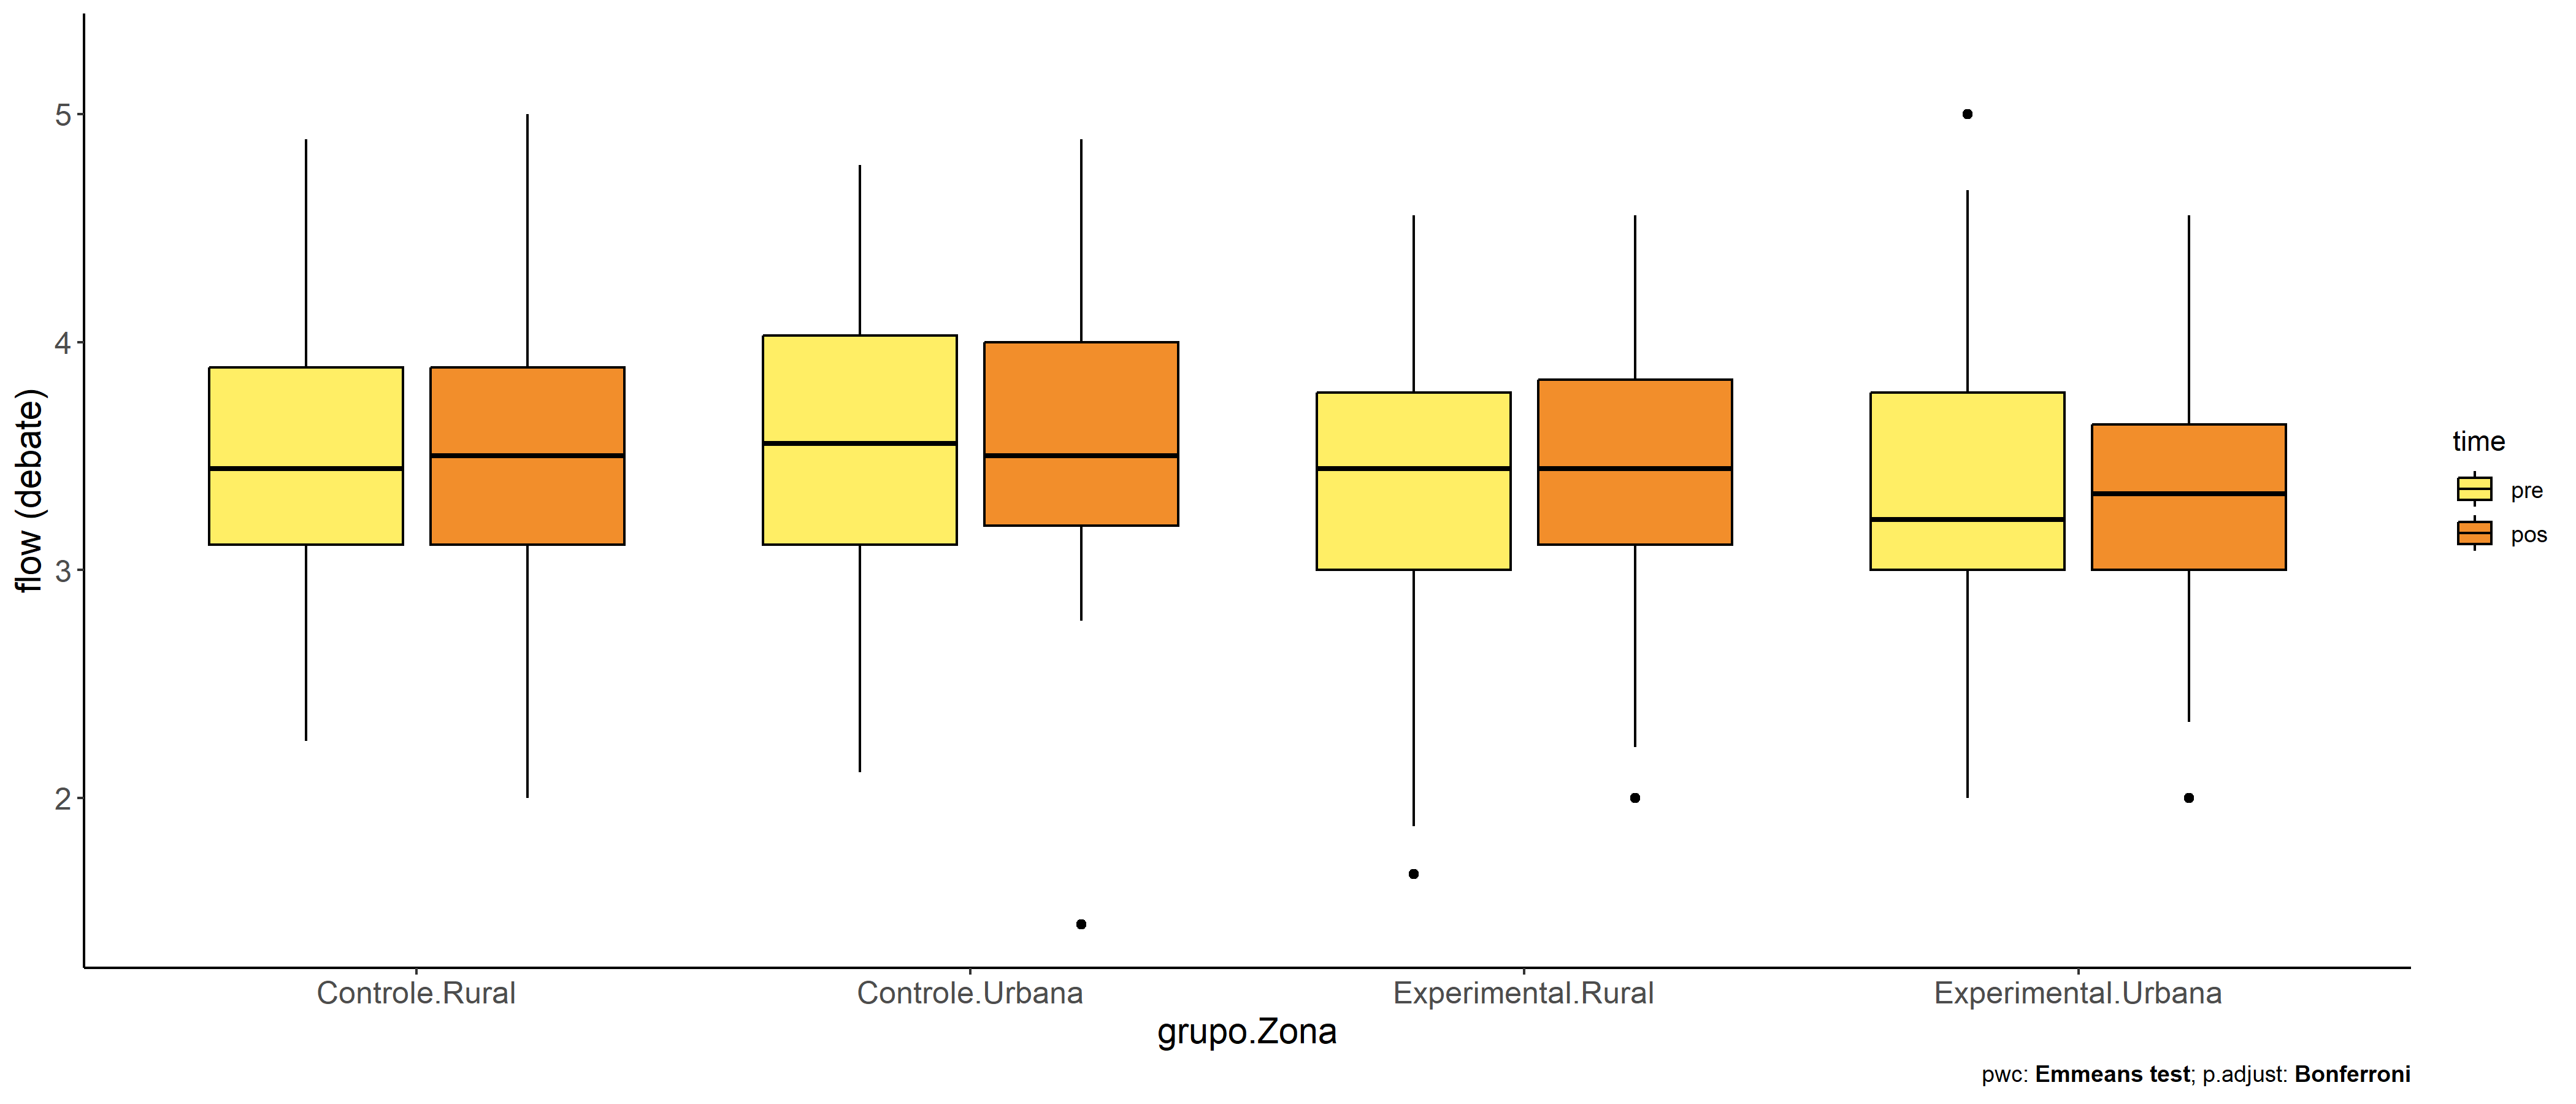 flow (debate)
5
4
3
2
Controle.Rural
Controle.Urbana
Experimental.Rural
Experimental.Urbana
grupo.Zona
time
pre
pos
pwc: Emmeans test; p.adjust: Bonferroni